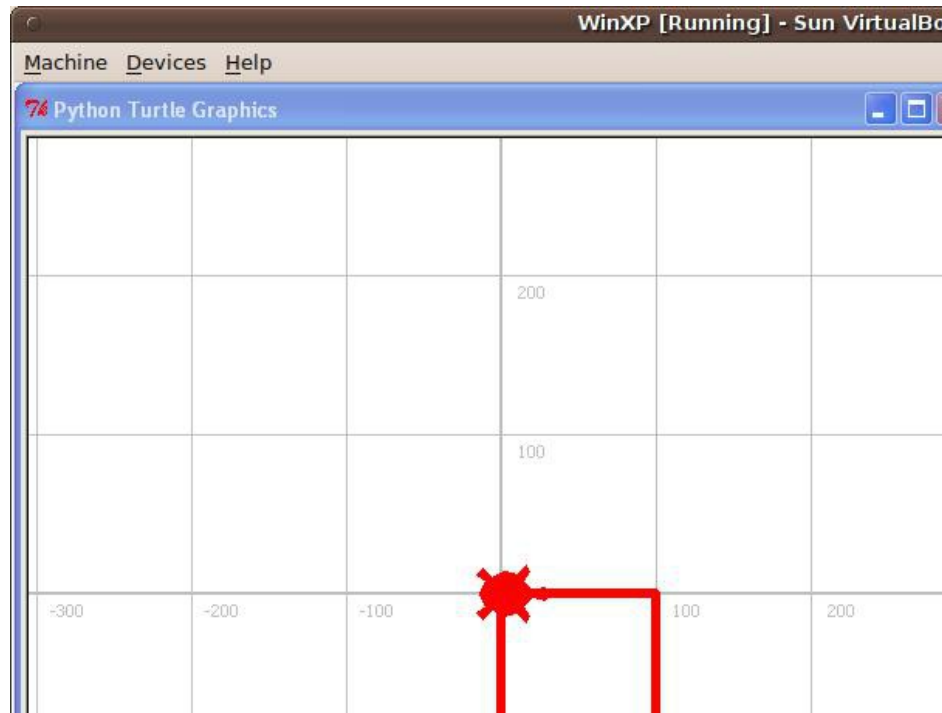 WinXP [Running] - Sun VirtualBo
Machine Devices Help
Python Turtle Graphics
200
100
-300 -200 -100 100 200